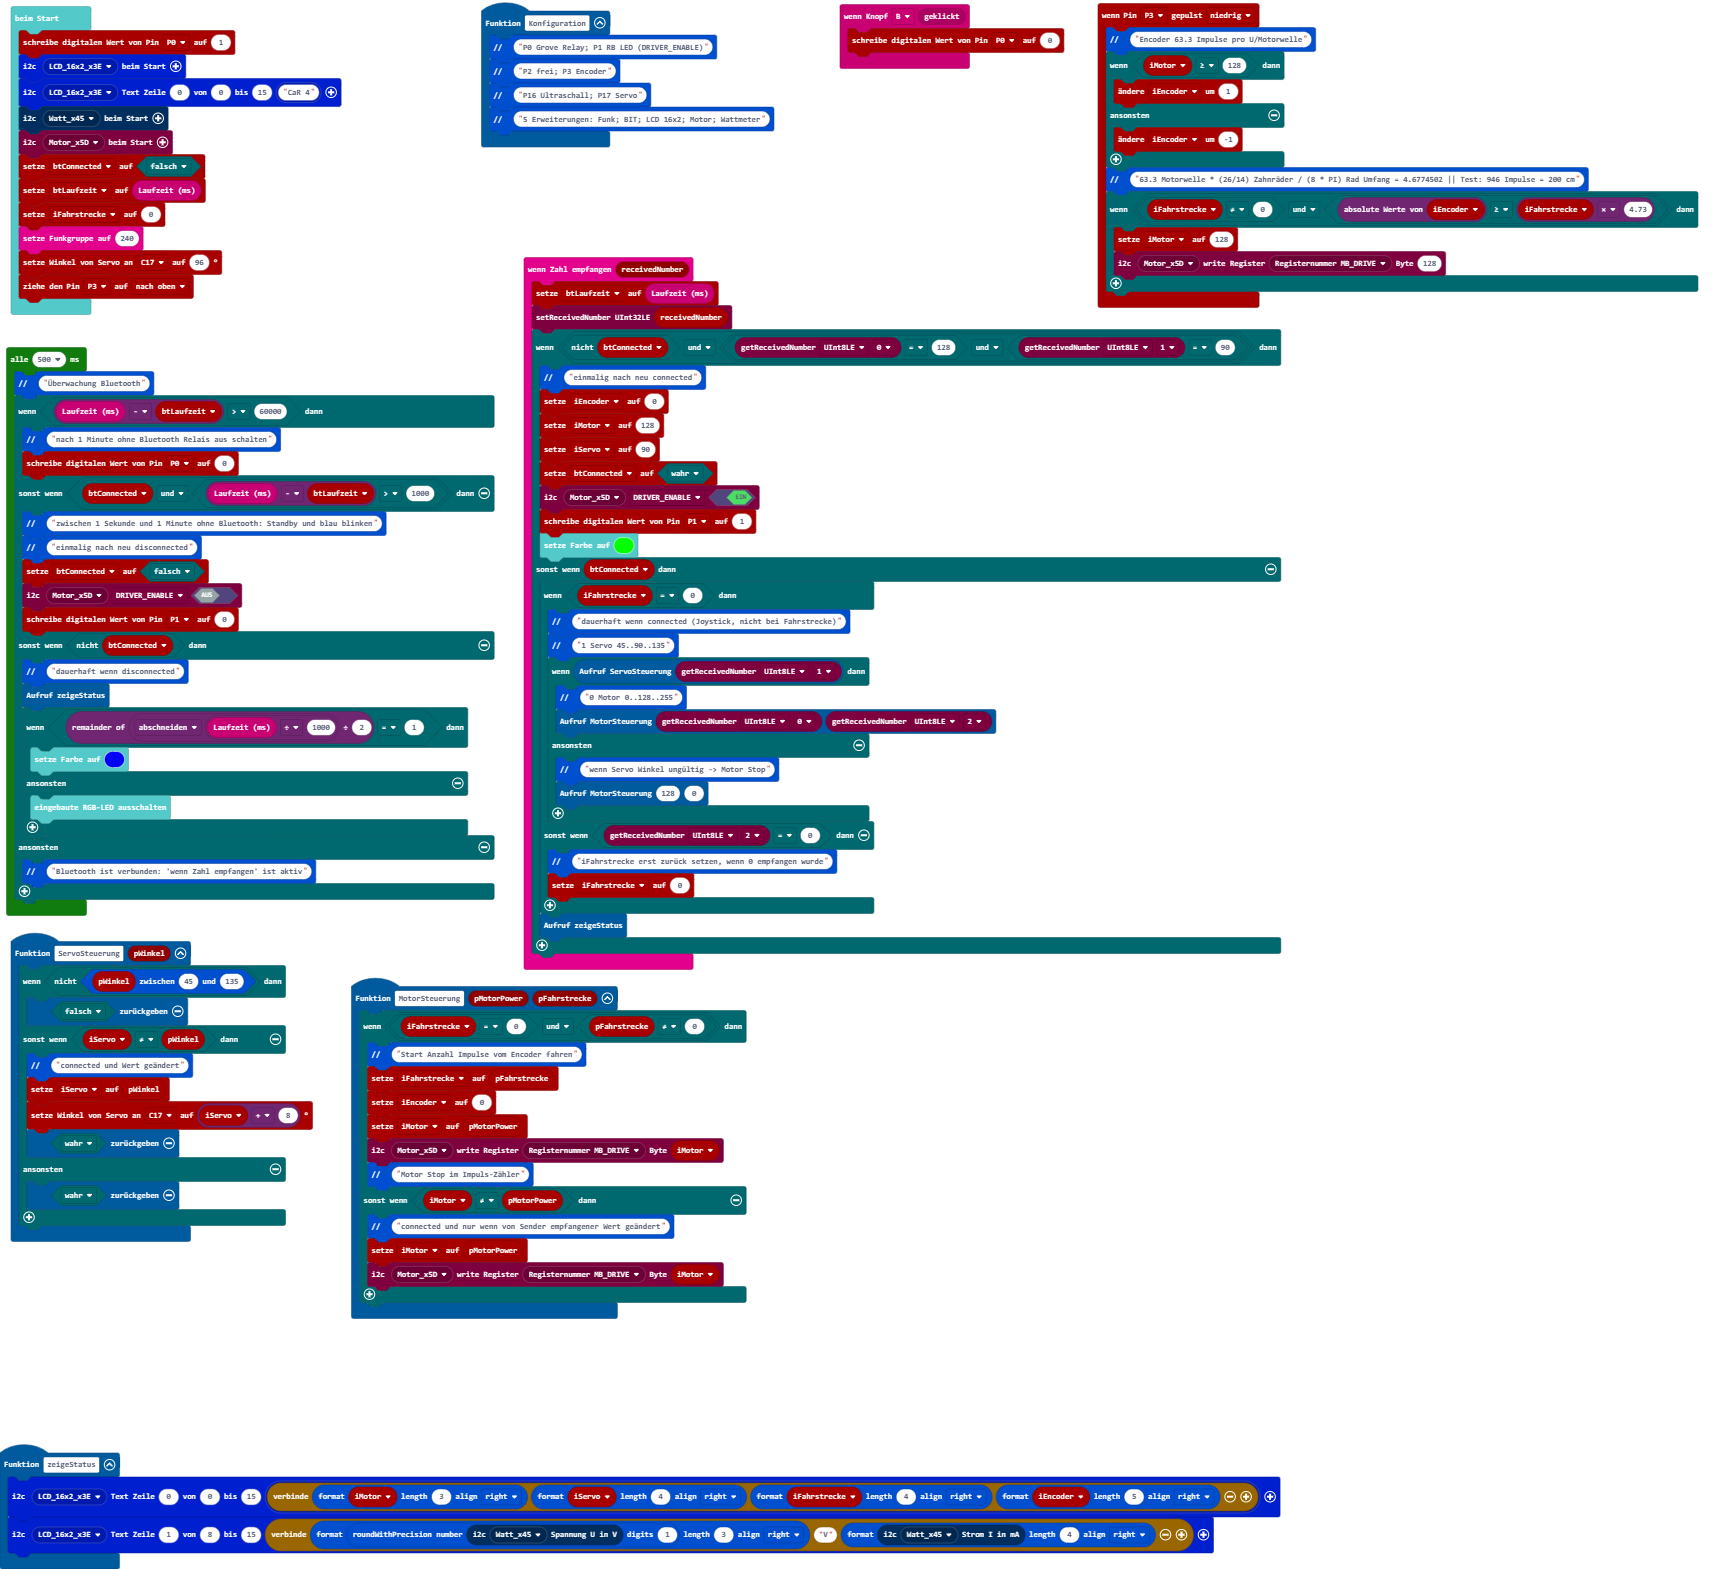 beim Start
schreibe digitalen Wert von Pin P0 auf 1
i2c LCD_16x2_x3E beim Start
i2c LCD_16x2_x3E Text Zeile 0 von 0 bis 15 "CaR 4"
i2c Watt_x45 beim Start
i2c Motor_x5D beim Start
setze btConnected auf falsch
setze btLaufzeit auf Laufzeit (ms)
setze iFahrstrecke auf 0
setze Funkgruppe auf 240
setze Winkel von Servo an C17 auf 96 °
ziehe den Pin P3 auf nach oben
Funktion Konfiguration
// "P0 Grove Relay; P1 RB LED (DRIVER_ENABLE)"
// "P2 frei; P3 Encoder"
// "P16 Ultraschall; P17 Servo"
// "5 Erweiterungen: Funk; BIT; LCD 16x2; Motor; Wattmeter"
wenn Knopf B geklickt
schreibe digitalen Wert von Pin P0 auf 0
wenn Pin P3 gepulst niedrig
// "Encoder 63.3 Impulse pro U/Motorwelle"
wenn iMotor ≥ 128 dann
ändere iEncoder um 1
ansonsten
ändere iEncoder um -1
// "63.3 Motorwelle * (26/14) Zahnräder / (8 * PI) Rad Umfang = 4.6774502 || Test: 946 Impulse = 200 cm"
wenn iFahrstrecke ≠ 0 und absolute Werte von iEncoder ≥ iFahrstrecke × 4.73 dann
setze iMotor auf 128
i2c Motor_x5D write Register Registernummer MB_DRIVE Byte 128
alle 500 ms
// "Überwachung Bluetooth"
wenn Laufzeit (ms) - btLaufzeit > 60000 dann
// "nach 1 Minute ohne Bluetooth Relais aus schalten"
schreibe digitalen Wert von Pin P0 auf 0
sonst wenn btConnected und Laufzeit (ms) - btLaufzeit > 1000 dann
// "zwischen 1 Sekunde und 1 Minute ohne Bluetooth: Standby und blau blinken"
// "einmalig nach neu disconnected"
setze btConnected auf falsch
i2c Motor_x5D DRIVER_ENABLE AUS
schreibe digitalen Wert von Pin P1 auf 0
sonst wenn nicht btConnected dann
// "dauerhaft wenn disconnected"
Aufruf zeigeStatus
wenn remainder of abschneiden Laufzeit (ms) ÷ 1000 ÷ 2 = 1 dann
setze Farbe auf
ansonsten
eingebaute RGB-LED ausschalten
ansonsten
// "Bluetooth ist verbunden: 'wenn Zahl empfangen' ist aktiv"
wenn Zahl empfangen receivedNumber
setze btLaufzeit auf Laufzeit (ms)
setReceivedNumber UInt32LE receivedNumber
wenn nicht btConnected und getReceivedNumber UInt8LE 0 = 128 und getReceivedNumber UInt8LE 1 = 90 dann
// "einmalig nach neu connected"
setze iEncoder auf 0
setze iMotor auf 128
setze iServo auf 90
setze btConnected auf wahr
i2c Motor_x5D DRIVER_ENABLE EIN
schreibe digitalen Wert von Pin P1 auf 1
setze Farbe auf
sonst wenn btConnected dann
wenn iFahrstrecke = 0 dann
// "dauerhaft wenn connected (Joystick, nicht bei Fahrstrecke)"
// "1 Servo 45..90..135"
wenn Aufruf ServoSteuerung getReceivedNumber UInt8LE 1 dann
// "0 Motor 0..128..255"
Aufruf MotorSteuerung getReceivedNumber UInt8LE 0 getReceivedNumber UInt8LE 2
ansonsten
// "wenn Servo Winkel ungültig -> Motor Stop"
Aufruf MotorSteuerung 128 0
sonst wenn getReceivedNumber UInt8LE 2 = 0 dann
// "iFahrstrecke erst zurück setzen, wenn 0 empfangen wurde"
setze iFahrstrecke auf 0
Aufruf zeigeStatus
Funktion ServoSteuerung pWinkel
wenn nicht pWinkel zwischen 45 und 135 dann
falsch zurückgeben
sonst wenn iServo ≠ pWinkel dann
// "connected und Wert geändert"
setze iServo auf pWinkel
setze Winkel von Servo an C17 auf iServo + 8 °
wahr zurückgeben
ansonsten
wahr zurückgeben
Funktion MotorSteuerung pMotorPower pFahrstrecke
wenn iFahrstrecke = 0 und pFahrstrecke ≠ 0 dann
// "Start Anzahl Impulse vom Encoder fahren"
setze iFahrstrecke auf pFahrstrecke
setze iEncoder auf 0
setze iMotor auf pMotorPower
i2c Motor_x5D write Register Registernummer MB_DRIVE Byte iMotor
// "Motor Stop im Impuls-Zähler"
sonst wenn iMotor ≠ pMotorPower dann
// "connected und nur wenn von Sender empfangener Wert geändert"
setze iMotor auf pMotorPower
i2c Motor_x5D write Register Registernummer MB_DRIVE Byte iMotor
Funktion zeigeStatus
i2c LCD_16x2_x3E Text Zeile 0 von 0 bis 15 verbinde format iMotor length 3 align right format iServo length 4 align right format iFahrstrecke length 4 align right format iEncoder length 5 align right
i2c LCD_16x2_x3E Text Zeile 1 von 8 bis 15 verbinde format roundWithPrecision number i2c Watt_x45 Spannung U in V digits 1 length 3 align right "V" format i2c Watt_x45 Strom I in mA length 4 align right